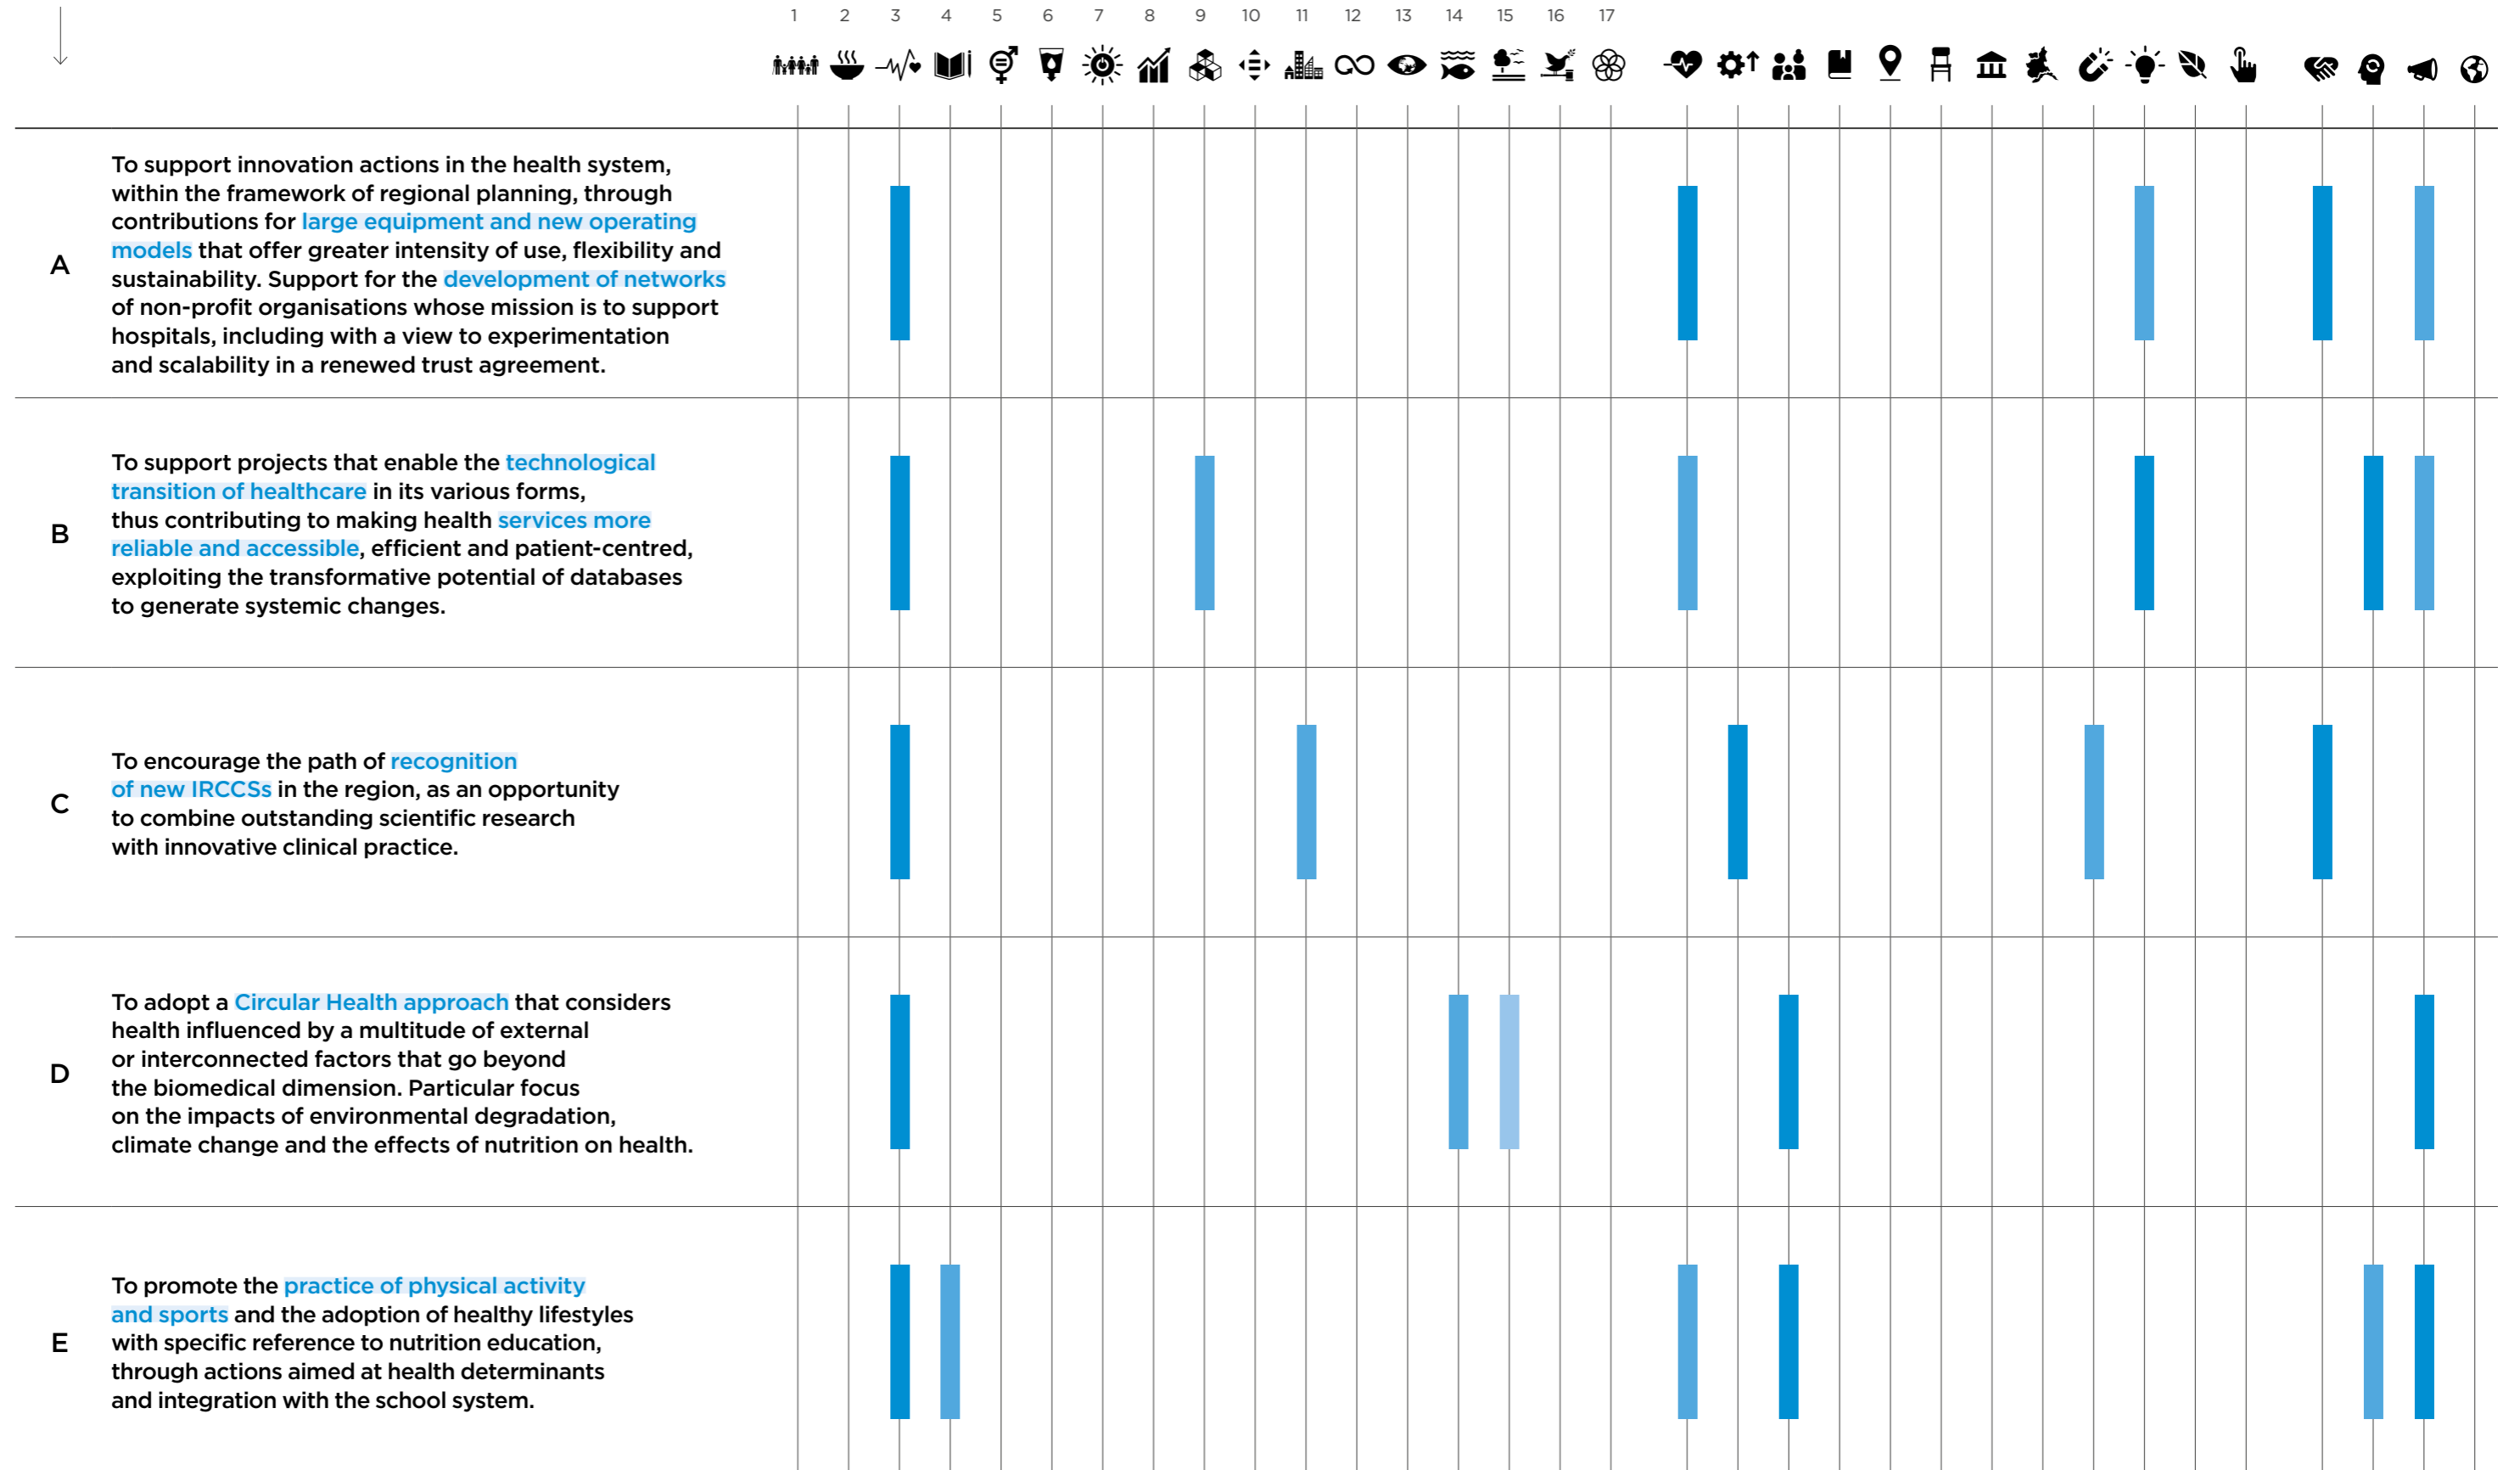 1 2 3 4 5 6 7 8 9 10 11 12 13 14 15 16 17
A
To support innovation actions in the health system,
within the framework of regional planning, through
contributions for large equipment and new operating
models that offer greater intensity of use, flexibility and
sustainability. Support for the development of networks
of non-profit organisations whose mission is to support
hospitals, including with a view to experimentation
and scalability in a renewed trust agreement.
B
To support projects that enable the technological
transition of healthcare in its various forms,
thus contributing to making health services more
reliable and accessible, efficient and patient-centred,
exploiting the transformative potential of databases
to generate systemic changes.
C
To encourage the path of recognition
of new IRCCSs in the region, as an opportunity
to combine outstanding scientific research
with innovative clinical practice.
D
To adopt a Circular Health approach that considers
health influenced by a multitude of external
or interconnected factors that go beyond
the biomedical dimension. Particular focus
on the impacts of environmental degradation,
climate change and the effects of nutrition on health.
E
To promote the practice of physical activity
and sports and the adoption of healthy lifestyles
with specific reference to nutrition education,
through actions aimed at health determinants
and integration with the school system.